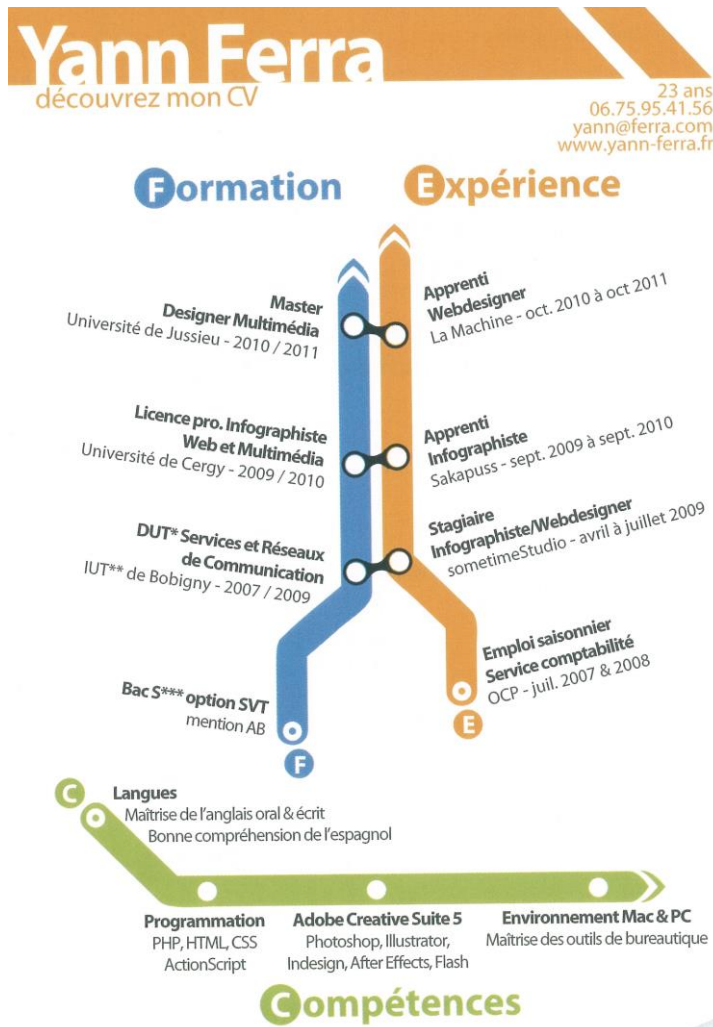 Yann Ferra
découvrez mon CV
23 ans
06.75.95.41.56
yann@ferra.com
www.yann-ferra.fr
Formation
Master
Designer Multimédia
Université de Jussieu - 2010 / 2011
Licence pro. Infographiste
Web et Multimédia
Université de Cergy - 2009 / 2010
DUT* Services et Réseaux
de Communication
IUT** de Bobigny - 2007 / 2009
Bac S*** option SVT
mention AB
F
Expérience
Apprenti
Webdesigner
La Machine - oct. 2010 à oct 2011
Apprenti
Infographiste
Sakapuss - sept. 2009 à sept. 2010
Stagiaire
Infographiste/Webdesigner
sometimeStudio - avril à juillet 2009
Emploi saisonnier
Service comptabilité
OCP - juil. 2007 & 2008
E
C
Langues
Maîtrise de l'anglais oral & écrit
Bonne compréhension de l'espagnol
Programmation
PHP, HTML, CSS
ActionScript
Adobe Creative Suite 5
Photoshop, Illustrator,
Indesign, After Effects, Flash
Environnement Mac & PC
Maîtrise des outils de bureautique
Compétences